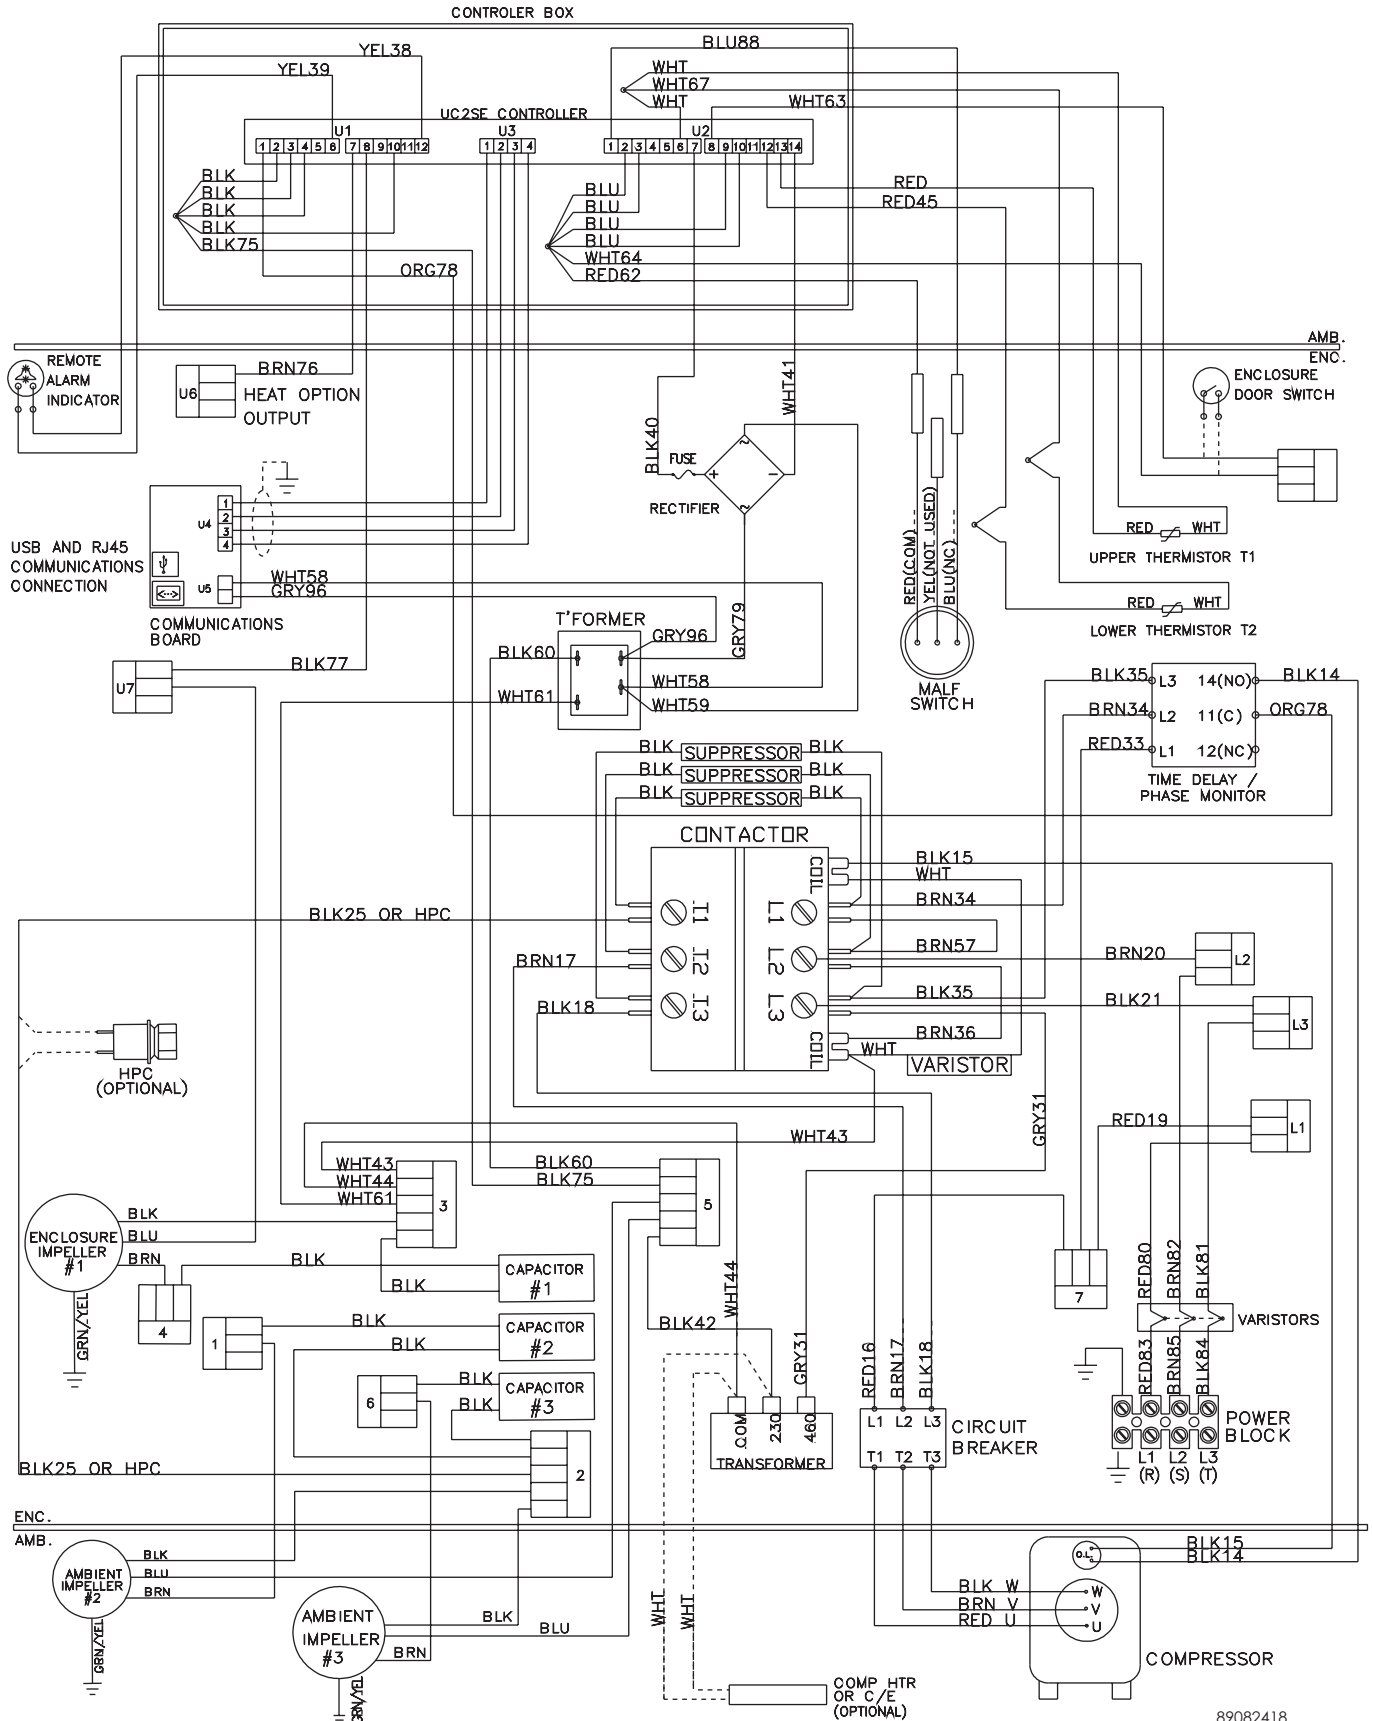 CONTROLER BOX
BLU88
YEL38
WHT
YEL39
WHT67
WHT
WHT63
UC2SE CONTROLLER
U1
U3
U2
1 2 3 4 5 6 7 8 9 10 11 12
1 2 3 4
1 2 3 4 5 6 7 8 9 10 11 12 13 14
BLK
BLK
BLK
BLK
BLK75
ORG78
BLU
BLU
BLU
BLU
WHT64
RED62
RED
RED45
AMB.
ENC.
REMOTE
ALARM
INDICATOR
U6
BRN76
HEAT OPTION
OUTPUT
WHT41
BLK40
FUSE
+
-
~
~
RECTIFIER
ENCLOSURE
DOOR SWITCH
U4
1
2
3
4
U5
USB AND RJ45
COMMUNICATIONS
CONNECTION
WHT58
GRY96
COMMUNICATIONS
BOARD
RED(COM)
YEL(NOT USED)
BLU(NC)
RED
WHT
UPPER THERMISTOR T1
RED
WHT
LOWER THERMISTOR T2
T'FORMER
BLK60
GRY96
GRY79
WHT58
WHT61
WHT59
U7
BLK77
MALF
SWITCH
BLK35
L3
14(NO)
BLK14
BRN34
L2
11(C)
ORG78
RED33
L1
12(NC)
TIME DELAY /
PHASE MONITOR
BLK
SUPPRESSOR
BLK
BLK
SUPPRESSOR
BLK
BLK
SUPPRESSOR
BLK
CONTACTOR
COIL
BLK15
WHT
BRN34
BLK25 OR HPC
T1
L1
BRN57
BRN17
T2
L2
BRN20
L2
BLK35
BLK18
T3
L3
BLK21
L3
BRN36
COIL
WHT
VARISTOR
HPC
(OPTIONAL)
GRY31
RED19
L1
WHT43
WHT43
WHT44
WHT61
3
BLK60
BLK75
5
ENCLOSURE
IMPELLER
#1
BLK
BLU
BRN
GRN/YEL
4
BLK
CAPACITOR
#1
BLK
WHT44
7
RED80
BRN82
BLK81
VARISTORS
1
BLK
CAPACITOR
#2
BLK
BLK42
6
BLK
CAPACITOR
#3
BLK
GRY31
RED16
BRN17
BLK18
RED83
BRN85
BLK84
COM
230
460
TRANSFORMER
L1 L2 L3
T1 T2 T3
CIRCUIT
BREAKER
POWER
BLOCK
L1 L2 L3
(R) (S) (T)
BLK25 OR HPC
2
ENC.
AMB.
AMBIENT
IMPELLER
#2
BLK
BLU
BRN
GRN/YEL
AMBIENT
IMPELLER
#3
BLK
BLU
BRN
GRN/YEL
WHT
WHT
COMP HTR
OR C/E
(OPTIONAL)
O.L.
BLK15
BLK14
BLK W
BRN V
RED U
W
V
U
COMPRESSOR
89082418